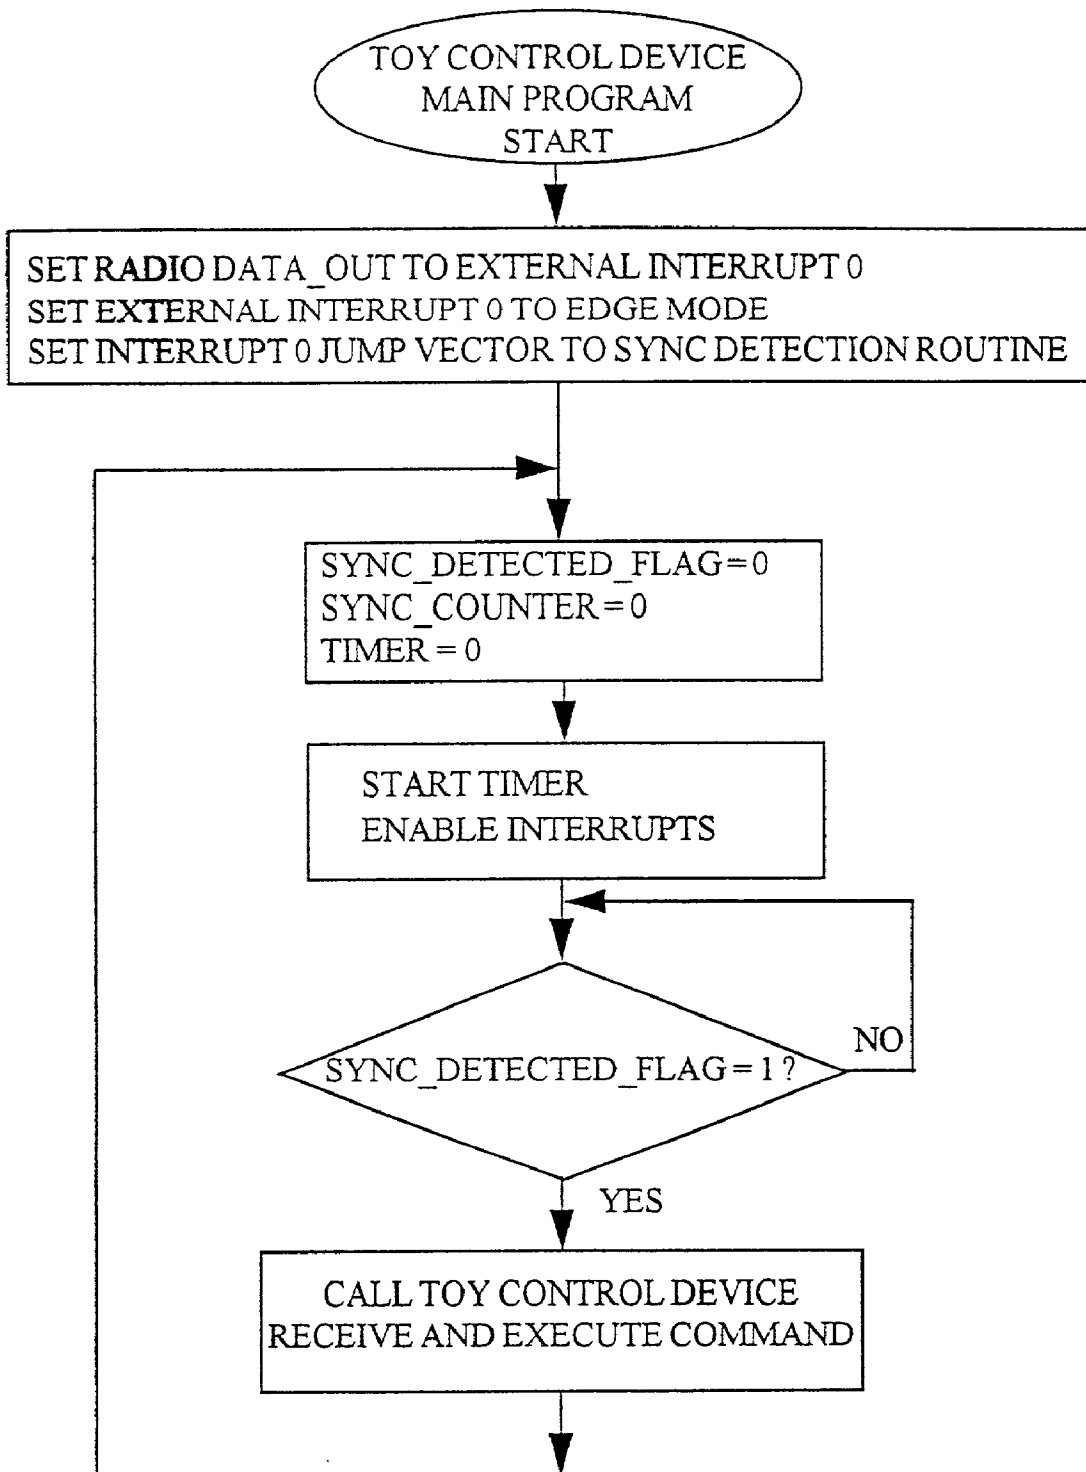 TOY CONTROL DEVICE
MAIN PROGRAM
START
SET RADIO DATA_OUT TO EXTERNAL INTERRUPT 0
SET EXTERNAL INTERRUPT 0 TO EDGE MODE
SET INTERRUPT 0 JUMP VECTOR TO SYNC DETECTION ROUTINE
SYNC_DETECTED_FLAG = 0
SYNC_COUNTER = 0
TIMER = 0
START TIMER
ENABLE INTERRUPTS
SYNC_DETECTED_FLAG = 1 ?
NO
YES
CALL TOY CONTROL DEVICE
RECEIVE AND EXECUTE COMMAND